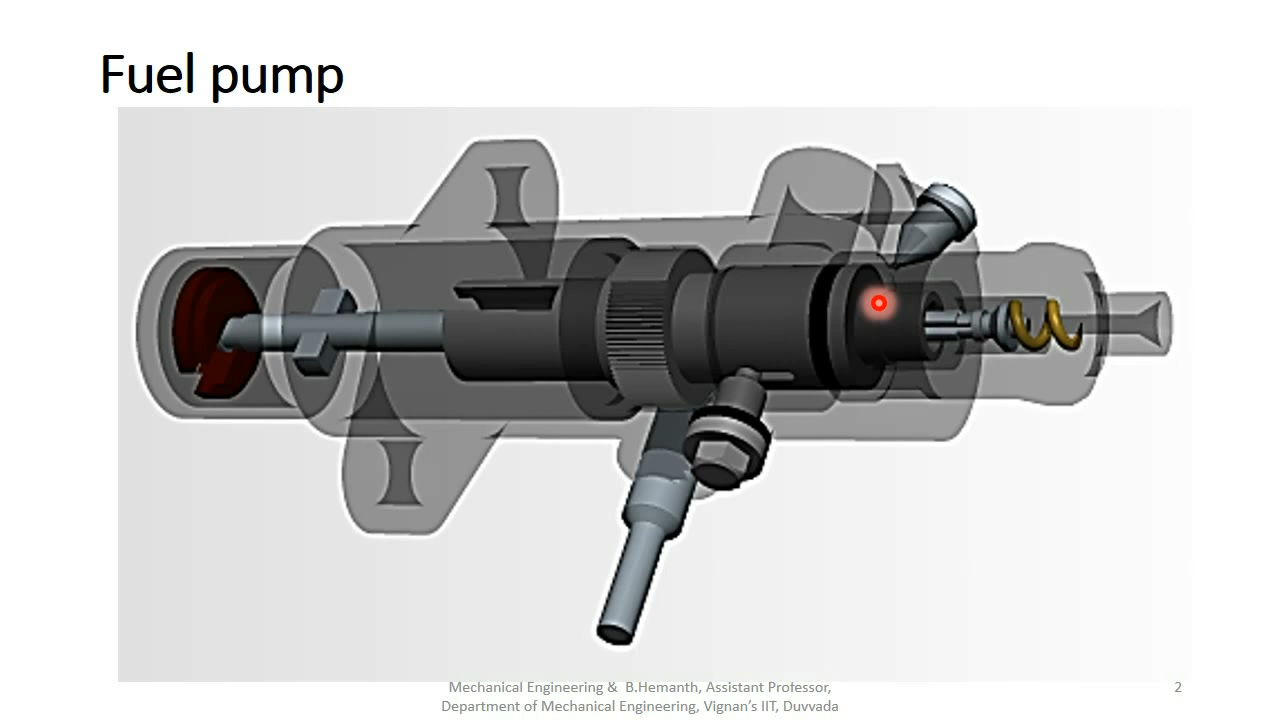 Fuel pump
Mechanical Engineering &  B.Hemanth, Assistant Professor,
Department of Mechanical Engineering, Vignan's IIT, Duvvada
2